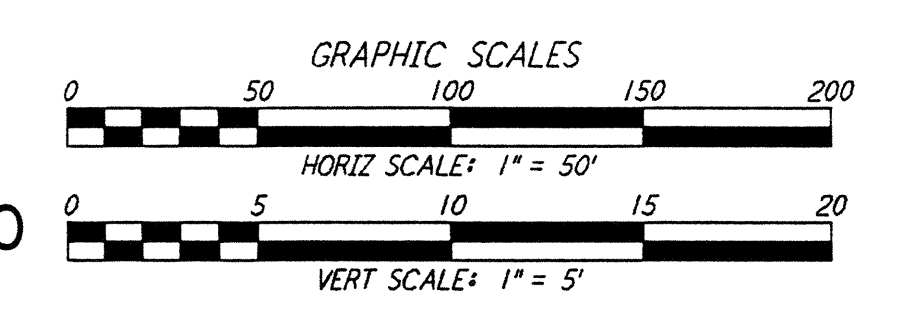 GRAPHIC SCALES
0 50 100 150 200
HORIZ SCALE: 1" = 50'
0 5 10 15 20
VERT SCALE: 1" = 5'